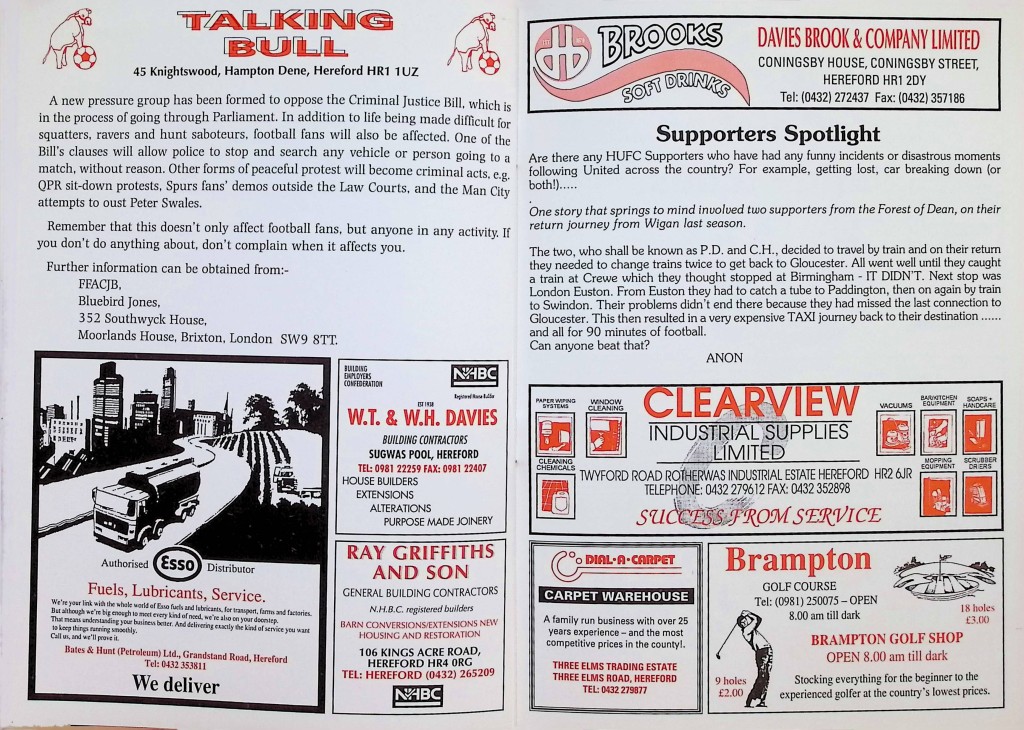 TALKING
BULL
45 Knightswood, Hampton Dene, Hereford HR1 1UZ
A new pressure group has been formed to oppose the Criminal Justice Bill, which is
in the process of going through Parliament. In addition to life being made difficult for
squatters, ravers and hunt saboteurs, football fans will also be affected. One of the
Bill's clauses will allow police to stop and search any vehicle or person going to a
match, without reason. Other forms of peaceful protest will become criminal acts, e.g.
QPR sit-down protests, Spurs fans' demos outside the Law Courts, and the Man City
attempts to oust Peter Swales.
Remember that this doesn't only affect football fans, but anyone in any activity. If
you don't do anything about, don't complain when it affects you.
Further information can be obtained from:-
FFACJB,
Bluebird Jones,
352 Southwyck House,
Moorlands House, Brixton, London SW9 8TT.
Authorised Esso Distributor
Fuels, Lubricants, Service.
We're your link with the whole world of Esso fuels and lubricants, for transport, farms and factories.
But although we're big enough to meet every kind of need, we're also on your doorstep.
That means understanding your business better. And delivering exactly the kind of service you want
to keep things running smoothly.
Call us, and we'll prove it.
Bates & Hunt (Petroleum) Ltd., Grandstand Road, Hereford
Tel: 0432 353811
We deliver
BUILDING
EMPLOYERS
CONFEDERATION
NHBC
Registered House-Builder
EST 1938
W.T. & W.H. DAVIES
BUILDING CONTRACTORS
SUGWAS POOL, HEREFORD
TEL: 0981 22259 FAX: 0981 22407
HOUSE BUILDERS
EXTENSIONS
ALTERATIONS
PURPOSE MADE JOINERY
RAY GRIFFITHS
AND SON
GENERAL BUILDING CONTRACTORS
N.H.B.C. registered builders
BARN CONVERSIONS/EXTENSIONS NEW
HOUSING AND RESTORATION
106 KINGS ACRE ROAD,
HEREFORD HR4 0RG
TEL: HEREFORD (0432) 265209
NHBC
BROOKS
SOFT DRINKS
DAVIES BROOK & COMPANY LIMITED
CONINGSBY HOUSE, CONINGSBY STREET,
HEREFORD HR1 2DY
Tel: (0432) 272437 Fax: (0432) 357186
Supporters Spotlight
Are there any HUFC Supporters who have had any funny incidents or disastrous moments
following United across the country? For example, getting lost, car breaking down (or
both!).....
.
One story that springs to mind involved two supporters from the Forest of Dean, on their
return journey from Wigan last season.
The two, who shall be known as P.D. and C.H., decided to travel by train and on their return
they needed to change trains twice to get back to Gloucester. All went well until they caught
a train at Crewe which they thought stopped at Birmingham - IT DIDN'T. Next stop was
London Euston. From Euston they had to catch a tube to Paddington, then on again by train
to Swindon. Their problems didn't end there because they had missed the last connection to
Gloucester. This then resulted in a very expensive TAXI journey back to their destination ......
and all for 90 minutes of football.
Can anyone beat that?
ANON
PAPER WIPING
SYSTEMS
WINDOW
CLEANING
CLEANING
CHEMICALS
CLEARVIEW
INDUSTRIAL SUPPLIES
LIMITED
TWYFORD ROAD ROTHERWAS INDUSTRIAL ESTATE HEREFORD HR2 6JR
TELEPHONE: 0432 279612 FAX: 0432 352898
SUCCESS FROM SERVICE
VACUUMS
BAR/KITCHEN
EQUIPMENT
SOAPS +
HANDCARE
MOPPING
EQUIPMENT
SCRUBBER
DRIERS
DIAL-A-CARPET
CARPET WAREHOUSE
A family run business with over 25
years experience – and the most
competitive prices in the county!.
THREE ELMS TRADING ESTATE
THREE ELMS ROAD, HEREFORD
TEL: 0432 279877
Brampton
GOLF COURSE
Tel: (0981) 250075 – OPEN
8.00 am till dark
18 holes
£3.00
BRAMPTON GOLF SHOP
OPEN 8.00 am till dark
9 holes
£2.00
Stocking everything for the beginner to the
experienced golfer at the country's lowest prices.